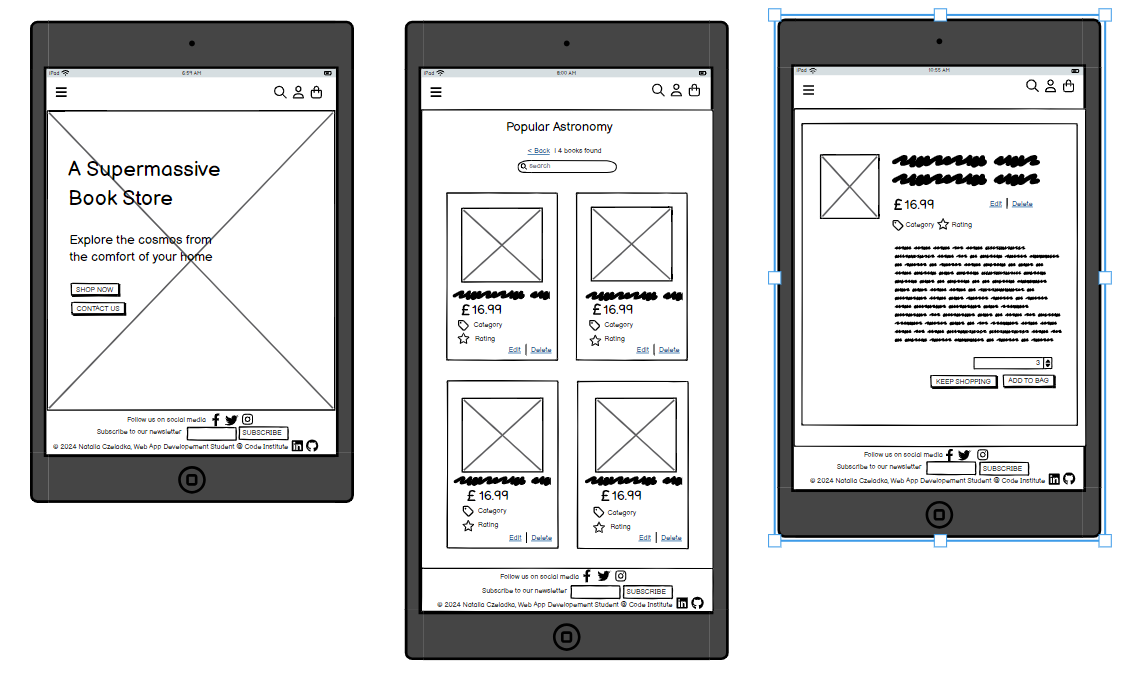 iPad 6:59 AM
A Supermassive
Book Store
Explore the cosmos from
the comfort of your home
SHOP NOW
CONTACT US
Follow us on social media
Subscribe to our newsletter SUBSCRIBE
© 2024 Natalia Czeladka, Web App Developement Student @ Code Institute
iPad 8:00 AM
Popular Astronomy
< Back | 4 books found
search
£16.99
Category
Rating
Edit | Delete
£16.99
Category
Rating
Edit | Delete
£16.99
Category
Rating
Edit | Delete
£16.99
Category
Rating
Edit | Delete
Follow us on social media
Subscribe to our newsletter SUBSCRIBE
© 2024 Natalia Czeladka, Web App Developement Student @ Code Institute
iPad 10:55 AM
£16.99 Edit | Delete
Category Rating
3
KEEP SHOPPING ADD TO BAG
Follow us on social media
Subscribe to our newsletter SUBSCRIBE
© 2024 Natalia Czeladka, Web App Developement Student @ Code Institute